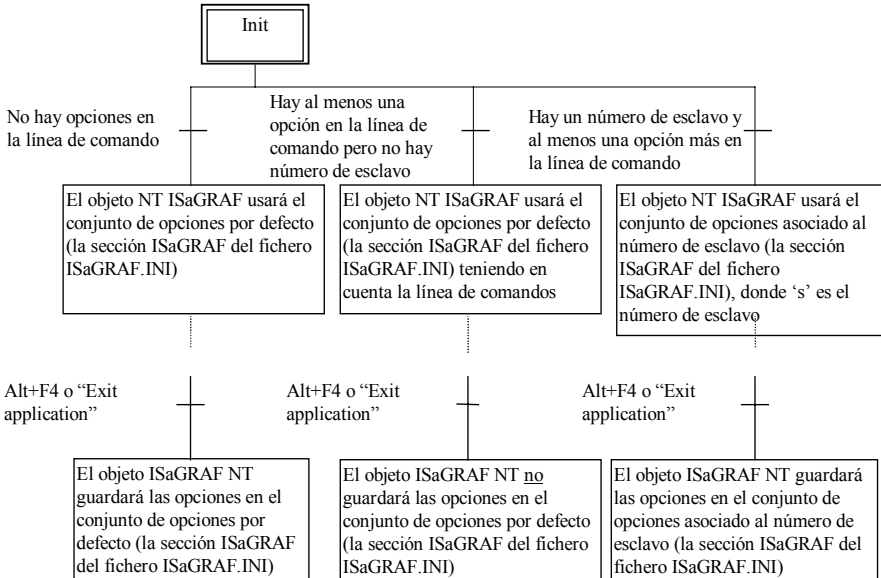 Init
No hay opciones en
la línea de comando
Hay al menos una
opción en la línea de
comando pero no hay
número de esclavo
Hay un número de esclavo y
al menos una opción más en
la línea de comando
El objeto NT ISaGRAF usará el
conjunto de opciones por defecto
(la sección ISaGRAF del fichero
ISaGRAF.INI)
El objeto NT ISaGRAF usará el
conjunto de opciones por defecto
(la sección ISaGRAF del fichero
ISaGRAF.INI) teniendo en
cuenta la línea de comandos
El objeto NT ISaGRAF usará el
conjunto de opciones asociado al
número de esclavo (la sección
ISaGRAF del fichero
ISaGRAF.INI), donde ‘s’ es el
número de esclavo
Alt+F4 o “Exit
application”
Alt+F4 o “Exit
application”
Alt+F4 o “Exit
application”
El objeto ISaGRAF NT
guardará las opciones en el
conjunto de opciones por
defecto (la sección ISaGRAF
del fichero ISaGRAF.INI)
El objeto ISaGRAF NT no
guardará las opciones en el
conjunto de opciones por defecto
(la sección ISaGRAF del fichero
ISaGRAF.INI)
El objeto ISaGRAF NT guardará
las opciones en el conjunto de
opciones asociado al número de
esclavo (la sección ISaGRAF del
fichero ISaGRAF.INI)